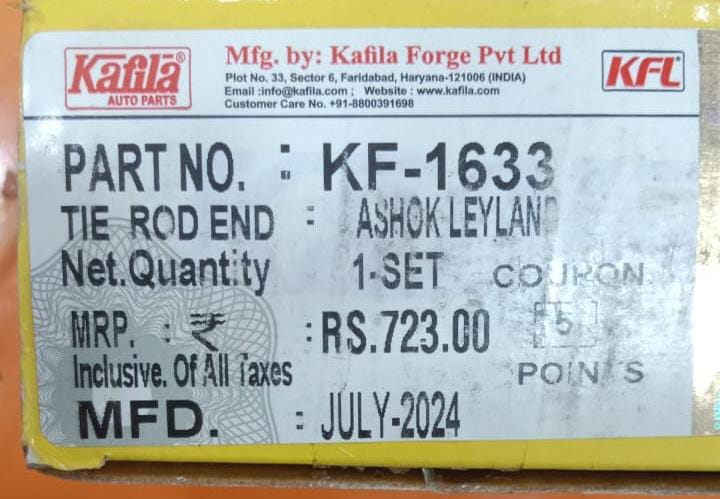 Kafila®
AUTO PARTS
Mfg. by: Kafila Forge Pvt Ltd
Plot No. 33, Sector 6, Faridabad, Haryana-121006 (INDIA)
Email :info@kafila.com ; Website : www.kafila.com
Customer Care No. +91-8800391698
KFL
PART NO. : KF-1633
TIE ROD END : ASHOK LEYLAND
Net.Quantity 1-SET COUPON
MRP. : ₹ : RS.723.00 5
Inclusive. Of All Taxes POINTS
MFD. : JULY-2024